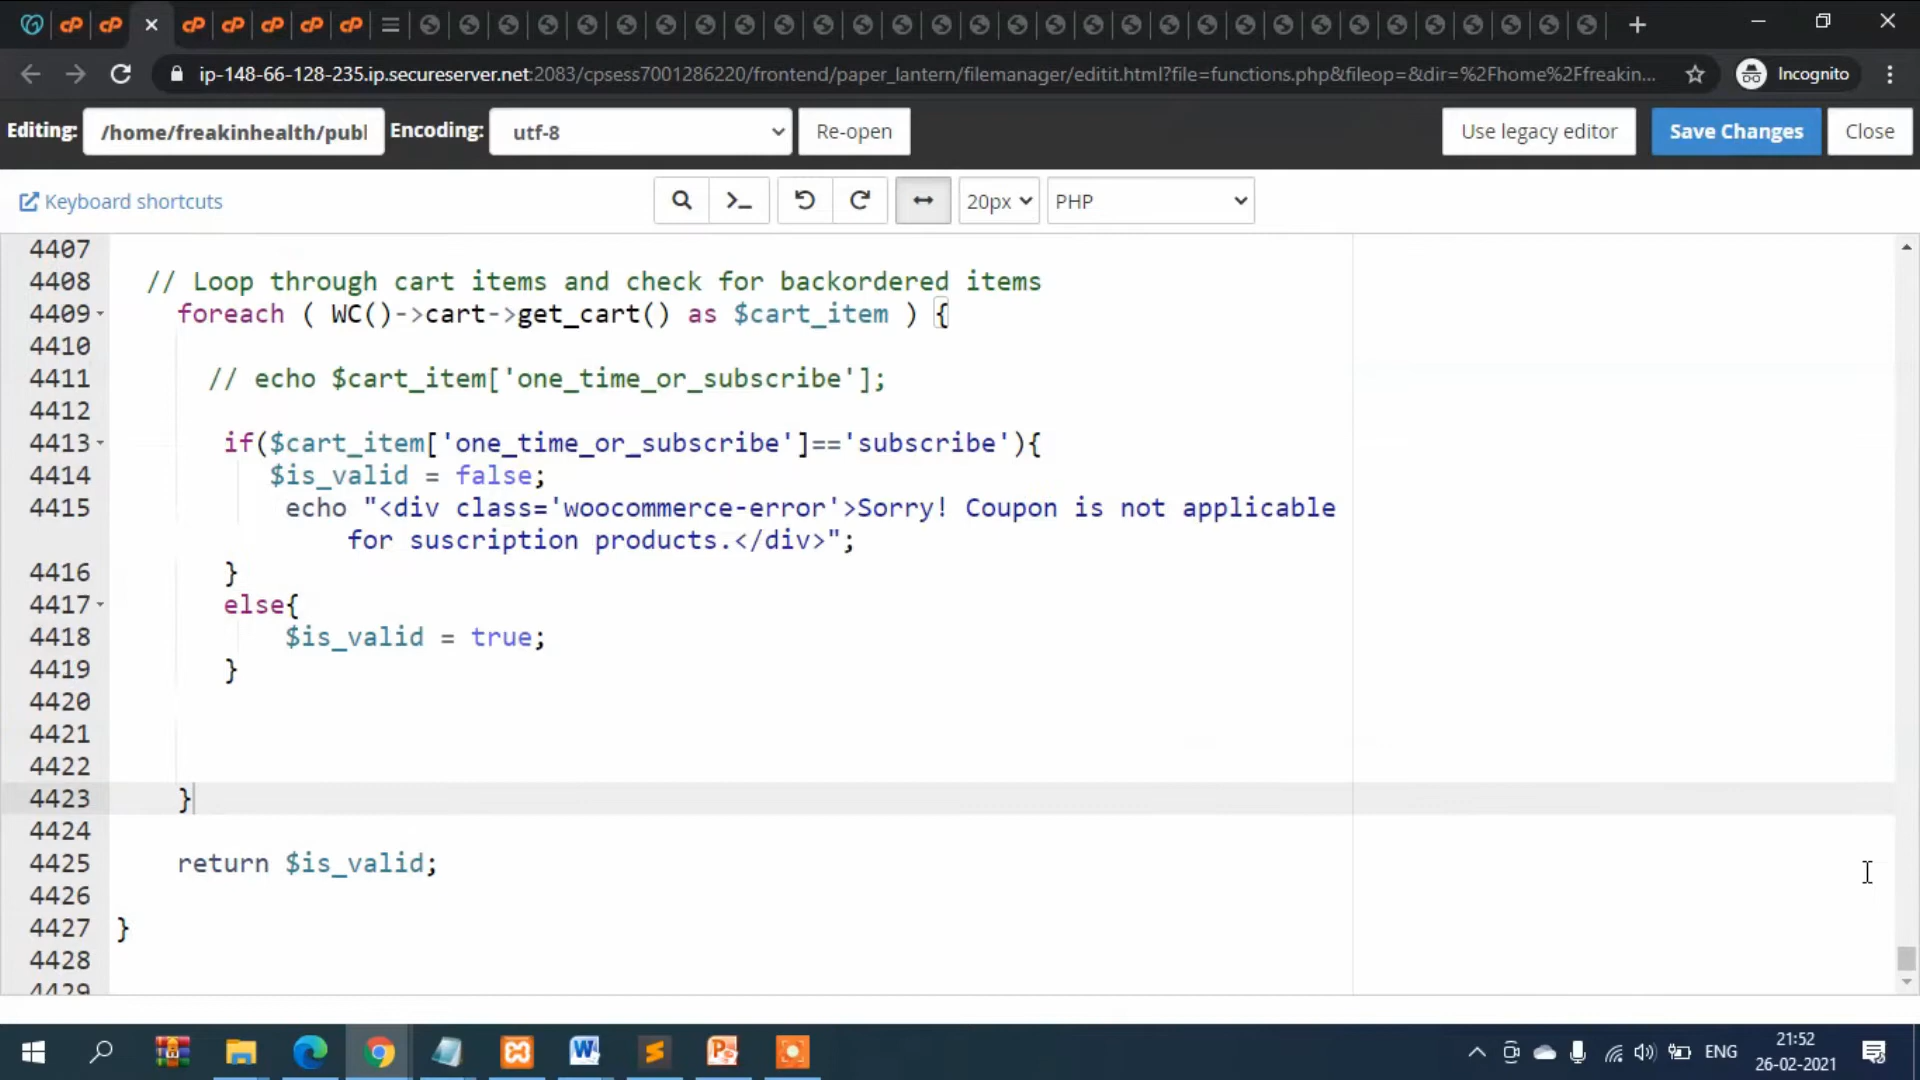 ip-148-66-128-235.ip.secureserver.net:2083/cpsess7001286220/frontend/paper_lantern/filemanager/editit.html?file=functions.php&fileop=&dir=%2Fhome%2Ffreakin...
Incognito
Editing: /home/freakinhealth/publ Encoding: utf-8 Re-open Use legacy editor Save Changes Close
Keyboard shortcuts 20px PHP
4407
4408 // Loop through cart items and check for backordered items
4409 foreach ( WC()->cart->get_cart() as $cart_item ) {
4410
4411 // echo $cart_item['one_time_or_subscribe'];
4412
4413 if($cart_item['one_time_or_subscribe']=='subscribe'){
4414 $is_valid = false;
4415 echo "<div class='woocommerce-error'>Sorry! Coupon is not applicable
for suscription products.</div>";
4416 }
4417 else{
4418 $is_valid = true;
4419 }
4420
4421
4422
4423 }
4424
4425 return $is_valid;
4426
4427 }
4428
4429
ENG
21:52
26-02-2021